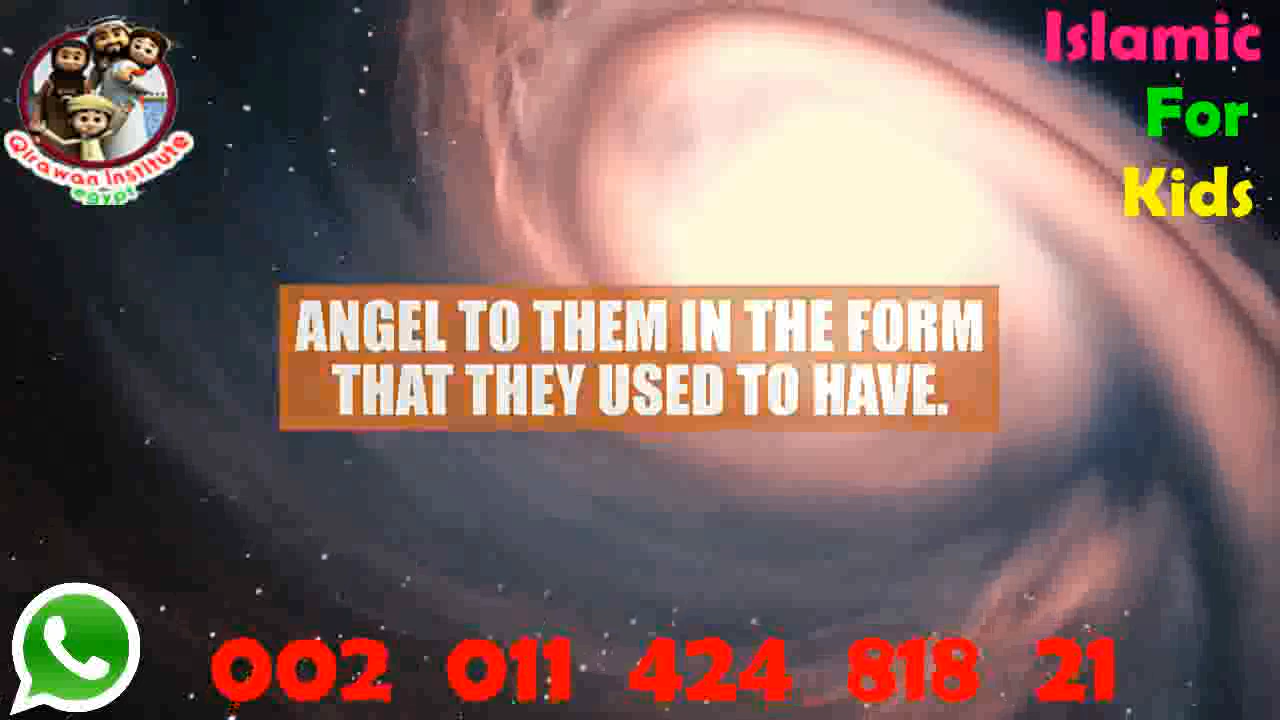 Qirawan Institute
egypt
Islamic
For
Kids
ANGEL TO THEM IN THE FORM
THAT THEY USED TO HAVE.
002 011 424 818 21